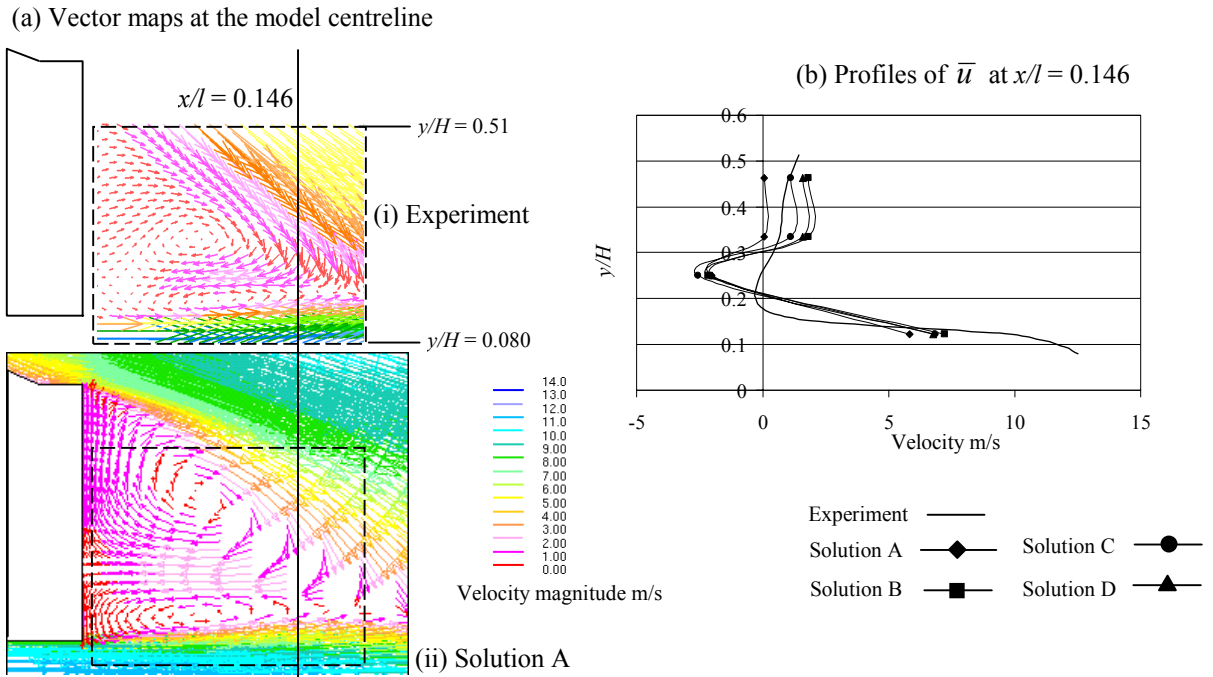 (a) Vector maps at the model centreline
x/l = 0.146
y/H = 0.51
(i) Experiment
y/H = 0.080
(ii) Solution A
14.0
13.0
12.0
11.0
10.0
9.00
8.00
7.00
6.00
5.00
4.00
3.00
2.00
1.00
0.00
Velocity magnitude m/s
(b) Profiles of u̅ at x/l = 0.146
0.6
0.5
0.4
0.3
0.2
0.1
0
y/H
-5 0 5 10 15
Velocity m/s
Experiment
Solution A
Solution C
Solution B
Solution D